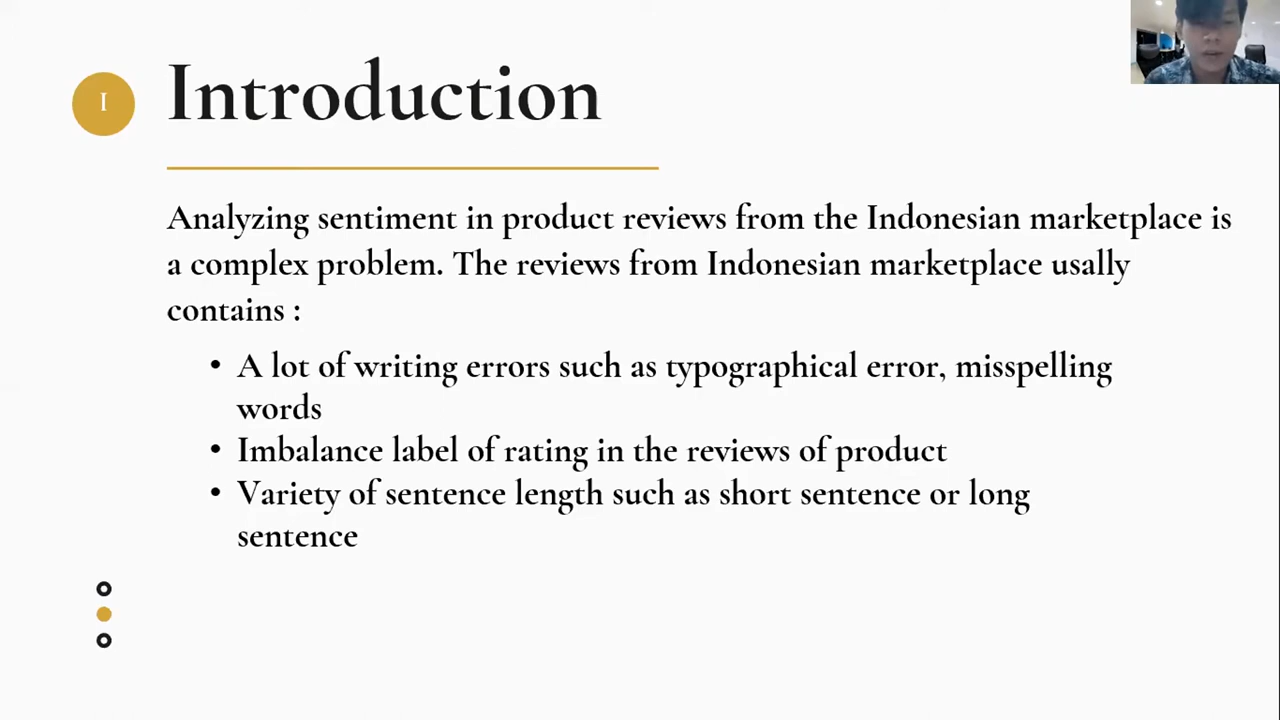 I
Introduction
Analyzing sentiment in product reviews from the Indonesian marketplace is
a complex problem. The reviews from Indonesian marketplace usally
contains :
• A lot of writing errors such as typographical error, misspelling
words
• Imbalance label of rating in the reviews of product
• Variety of sentence length such as short sentence or long
sentence